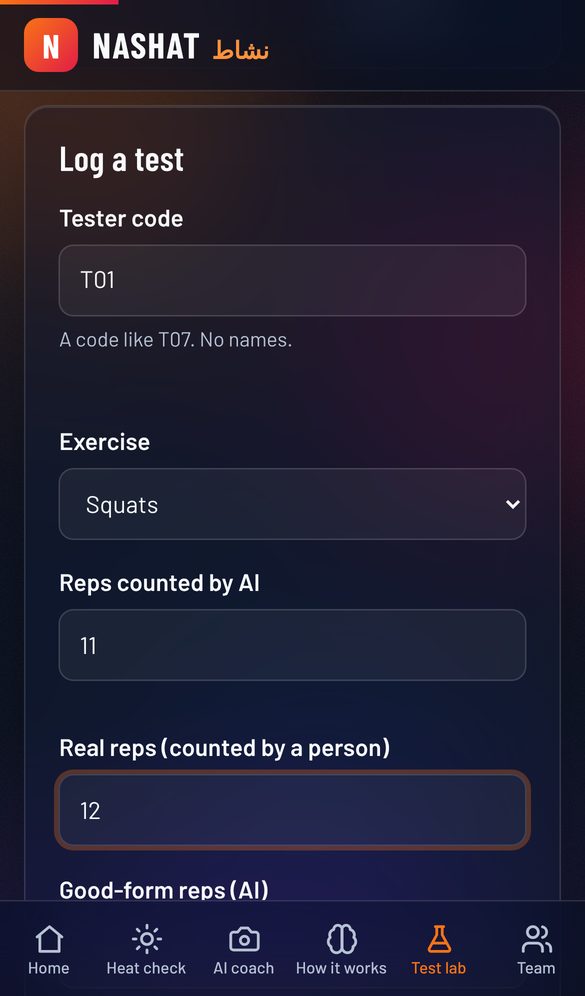 N NASHAT نشاط
Log a test
Tester code
T01
A code like T07. No names.
Exercise
Squats
Reps counted by AI
11
Real reps (counted by a person)
12
Good-form reps (AI)
Home Heat check AI coach How it works Test lab Team